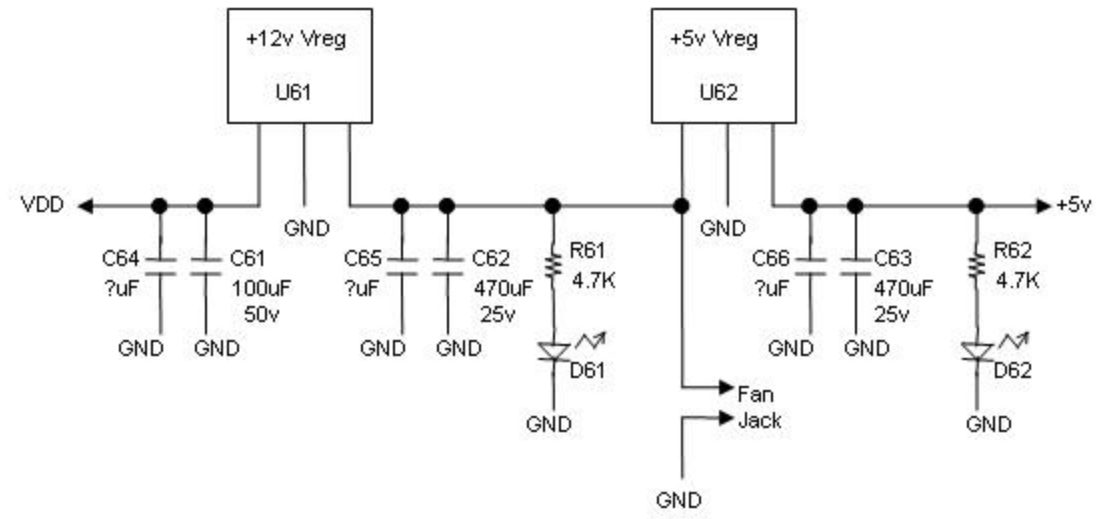 +12v Vreg
U61
+5v Vreg
U62
VDD
GND
GND
+5v
C64
?uF
C61
100uF
50v
C65
?uF
C62
470uF
25v
R61
4.7K
C66
?uF
C63
470uF
25v
R62
4.7K
GND
GND
GND
GND
D61
GND
GND
D62
Fan
Jack
GND
GND
GND